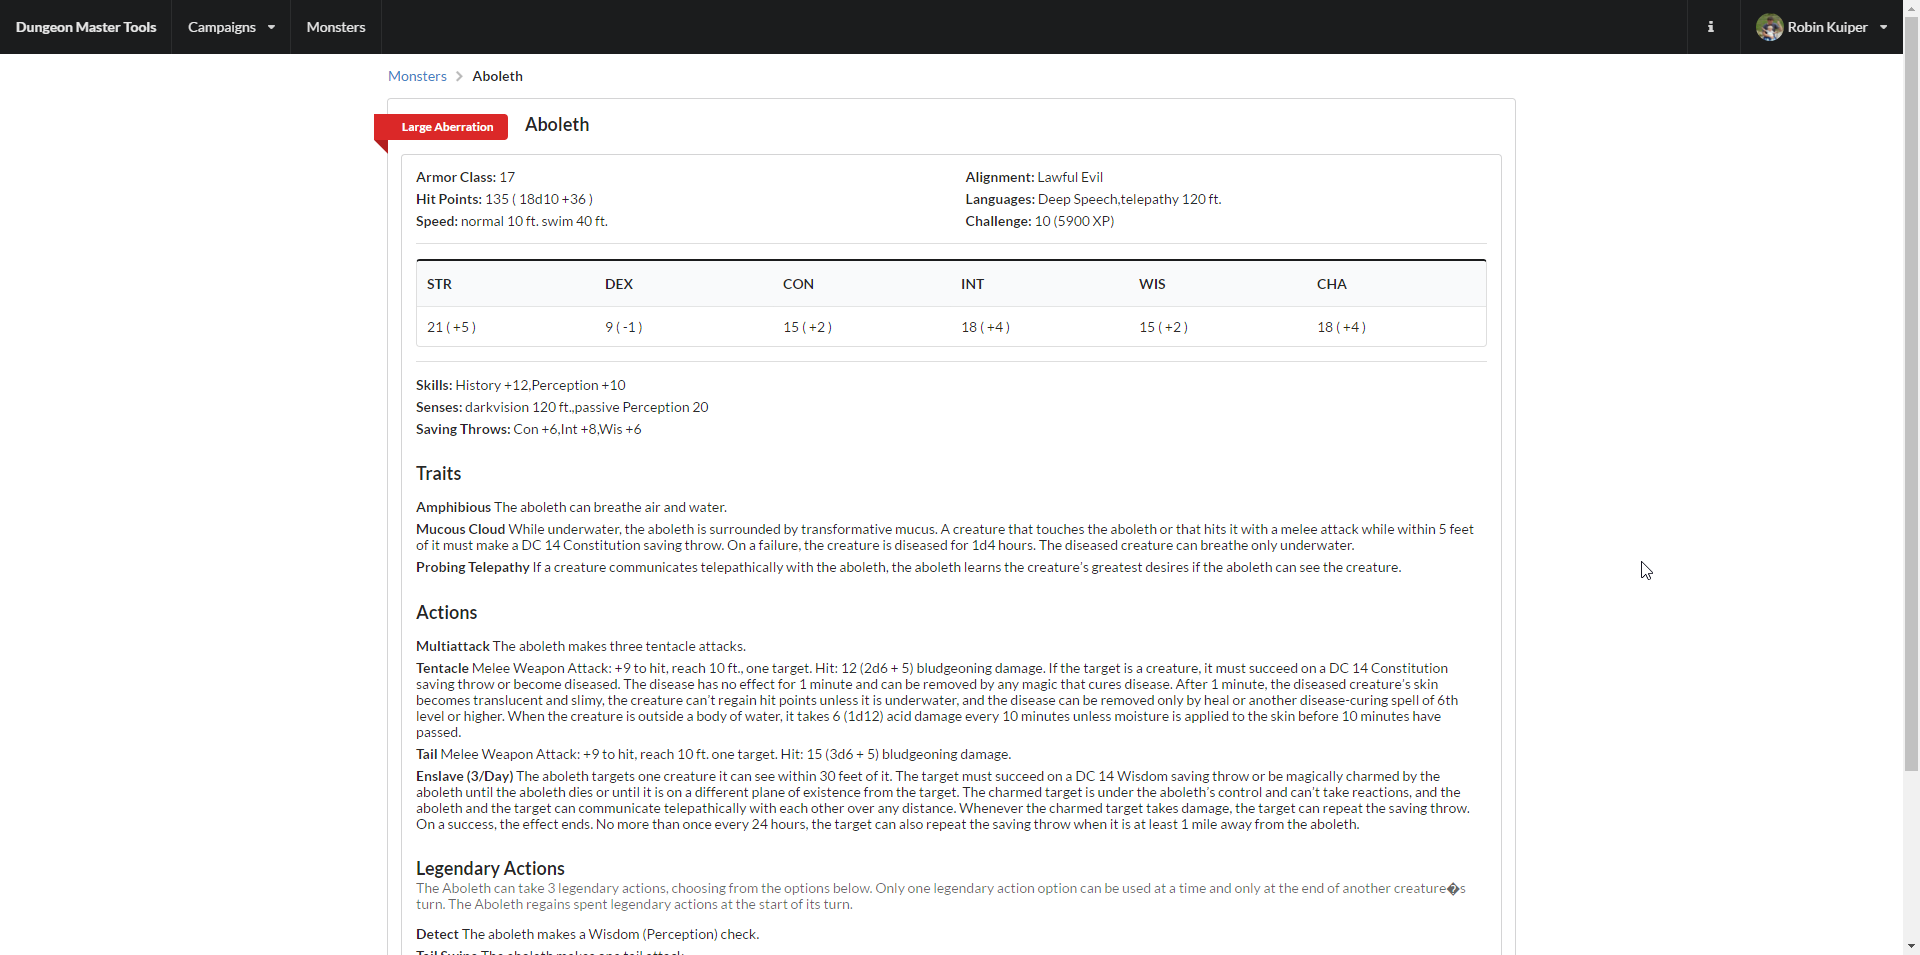 Dungeon Master Tools Campaigns Monsters Robin Kuiper
Monsters Aboleth
Large Aberration Aboleth
Armor Class: 17 Alignment: Lawful Evil
Hit Points: 135 ( 18d10 +36 ) Languages: Deep Speech,telepathy 120 ft.
Speed: normal 10 ft. swim 40 ft. Challenge: 10 (5900 XP)
STR DEX CON INT WIS CHA
21 ( +5 ) 9 ( -1 ) 15 ( +2 ) 18 ( +4 ) 15 ( +2 ) 18 ( +4 )
Skills: History +12,Perception +10
Senses: darkvision 120 ft.,passive Perception 20
Saving Throws: Con +6,Int +8,Wis +6
Traits
Amphibious The aboleth can breathe air and water.
Mucous Cloud While underwater, the aboleth is surrounded by transformative mucus. A creature that touches the aboleth or that hits it with a melee attack while within 5 feet
of it must make a DC 14 Constitution saving throw. On a failure, the creature is diseased for 1d4 hours. The diseased creature can breathe only underwater.
Probing Telepathy If a creature communicates telepathically with the aboleth, the aboleth learns the creature's greatest desires if the aboleth can see the creature.
Actions
Multiattack The aboleth makes three tentacle attacks.
Tentacle Melee Weapon Attack: +9 to hit, reach 10 ft., one target. Hit: 12 (2d6 + 5) bludgeoning damage. If the target is a creature, it must succeed on a DC 14 Constitution
saving throw or become diseased. The disease has no effect for 1 minute and can be removed by any magic that cures disease. After 1 minute, the diseased creature's skin
becomes translucent and slimy, the creature can't regain hit points unless it is underwater, and the disease can be removed only by heal or another disease-curing spell of 6th
level or higher. When the creature is outside a body of water, it takes 6 (1d12) acid damage every 10 minutes unless moisture is applied to the skin before 10 minutes have
passed.
Tail Melee Weapon Attack: +9 to hit, reach 10 ft. one target. Hit: 15 (3d6 + 5) bludgeoning damage.
Enslave (3/Day) The aboleth targets one creature it can see within 30 feet of it. The target must succeed on a DC 14 Wisdom saving throw or be magically charmed by the
aboleth until the aboleth dies or until it is on a different plane of existence from the target. The charmed target is under the aboleth's control and can't take reactions, and the
aboleth and the target can communicate telepathically with each other over any distance. Whenever the charmed target takes damage, the target can repeat the saving throw.
On a success, the effect ends. No more than once every 24 hours, the target can also repeat the saving throw when it is at least 1 mile away from the aboleth.
Legendary Actions
The Aboleth can take 3 legendary actions, choosing from the options below. Only one legendary action option can be used at a time and only at the end of another creature�s
turn. The Aboleth regains spent legendary actions at the start of its turn.
Detect The aboleth makes a Wisdom (Perception) check.
Tail Swipe The aboleth makes one tail attack.